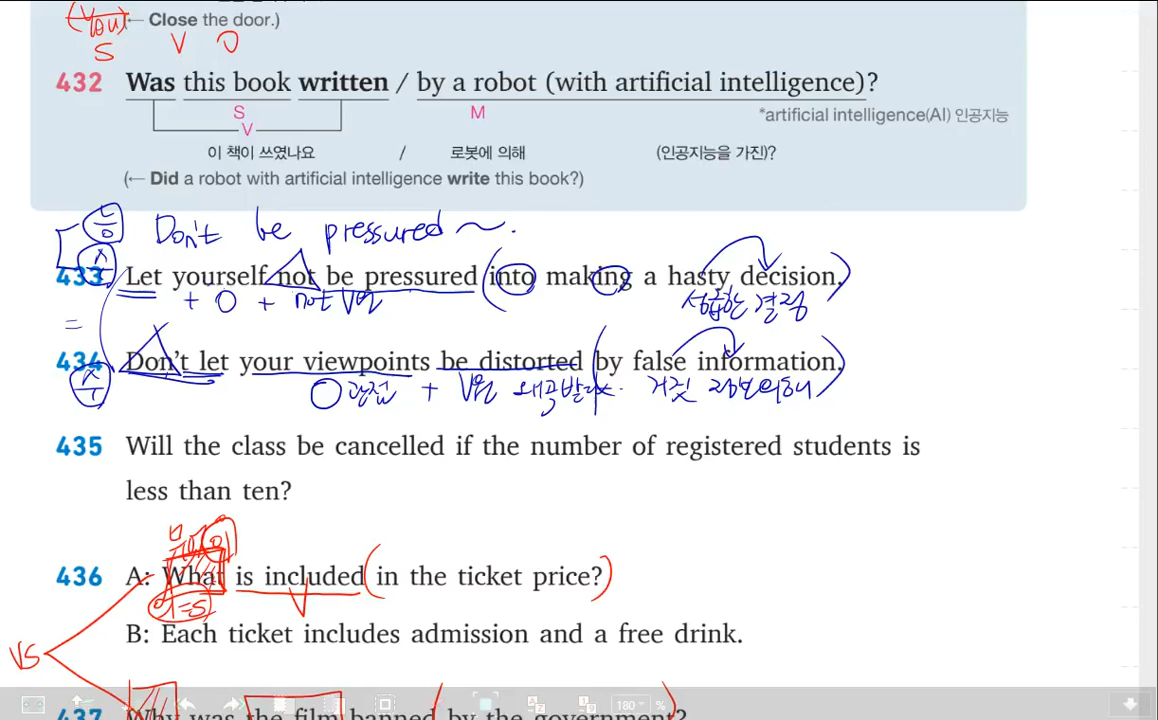 (You) (← Close the door.)
S V O
432 Was this book written / by a robot (with artificial intelligence)?
S M *artificial intelligence(AI) 인공지능
V
이 책이 쓰였나요 / 로봇에 의해 (인공지능을 가진)?
(← Did a robot with artificial intelligence write this book?)
Don't be pressured ~.
433 Let yourself not be pressured (into making a hasty decision.)
+ O + not V원 성급한 결정
=
434 Don't let your viewpoints be distorted (by false information.)
O 관점 + V원 왜곡 거짓 정보에 의해
435 Will the class be cancelled if the number of registered students is
less than ten?
436 A: What is included (in the ticket price?)
=S V
B: Each ticket includes admission and a free drink.
VS
180 %
437 Why was the film banned (by the government)?